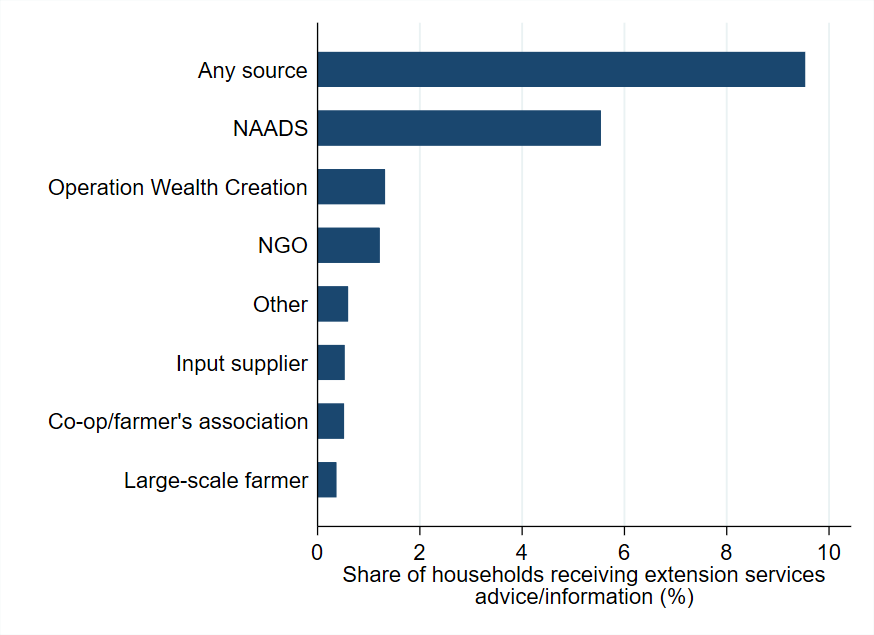 Any source
NAADS
Operation Wealth Creation
NGO
Other
Input supplier
Co-op/farmer's association
Large-scale farmer
0 2 4 6 8 10
Share of households receiving extension services
advice/information (%)